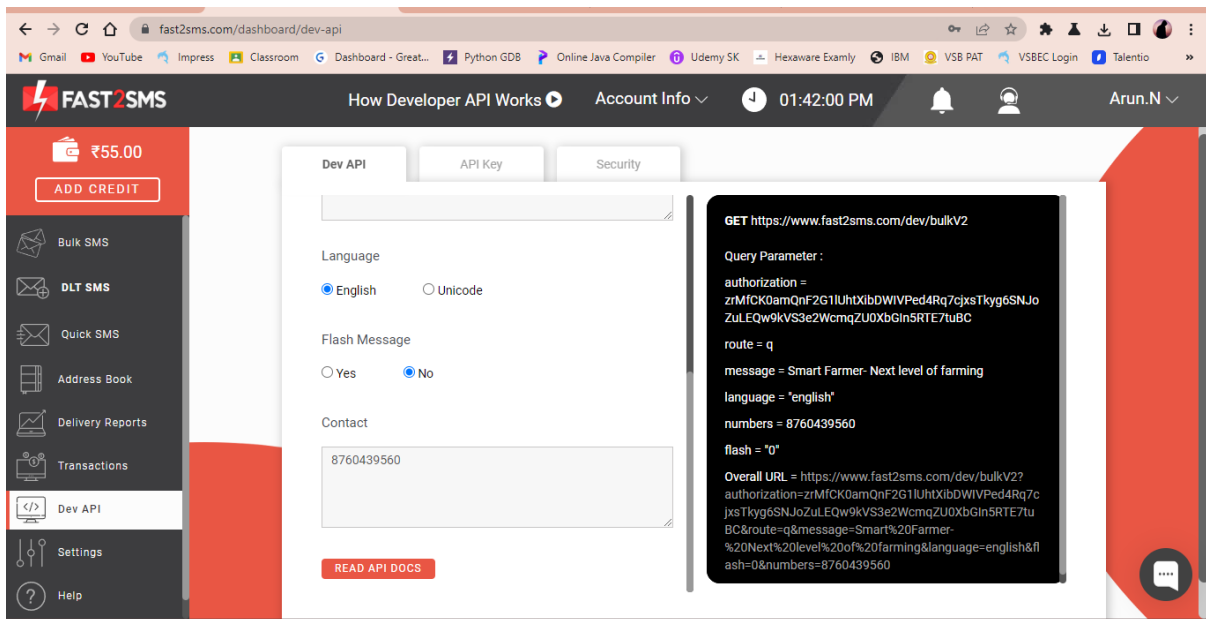 fast2sms.com/dashboard/dev-api
Gmail YouTube Impress Classroom Dashboard - Great... Python GDB Online Java Compiler Udemy SK Hexaware Examly IBM VSB PAT VSBEC Login Talentio »
FAST2SMS How Developer API Works Account Info 01:42:00 PM Arun.N
₹55.00
ADD CREDIT
Bulk SMS
DLT SMS
Quick SMS
Address Book
Delivery Reports
Transactions
Dev API
Settings
Help
Dev API API Key Security
Language
English Unicode
Flash Message
Yes No
Contact
8760439560
READ API DOCS
GET https://www.fast2sms.com/dev/bulkV2
Query Parameter :
authorization =
zrMfCK0amQnF2G1lUhtXibDWIVPed4Rq7cjxsTkyg6SNJo
ZuLEQw9kVS3e2WcmqZU0XbGIn5RTE7tuBC
route = q
message = Smart Farmer- Next level of farming
language = "english"
numbers = 8760439560
flash = "0"
Overall URL = https://www.fast2sms.com/dev/bulkV2?
authorization=zrMfCK0amQnF2G1lUhtXibDWIVPed4Rq7c
jxsTkyg6SNJoZuLEQw9kVS3e2WcmqZU0XbGIn5RTE7tu
BC&route=q&message=Smart%20Farmer-
%20Next%20level%20of%20farming&language=english&fl
ash=0&numbers=8760439560